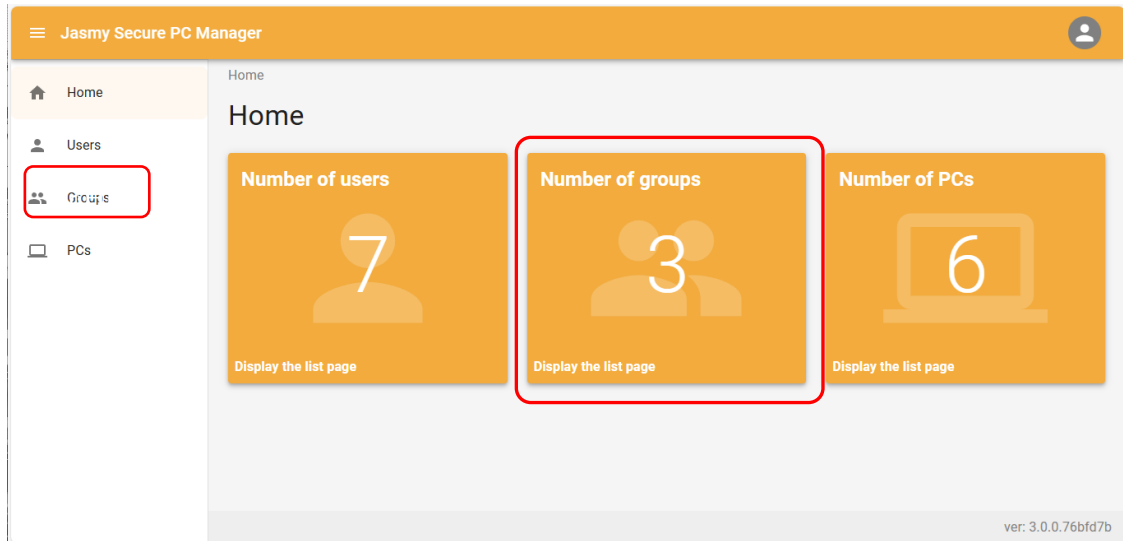 Jasmy Secure PC Manager
Home
Users
Groups
PCs
Home
Home
Number of users
7
Display the list page
Number of groups
3
Display the list page
Number of PCs
6
Display the list page
ver: 3.0.0.76bfd7b